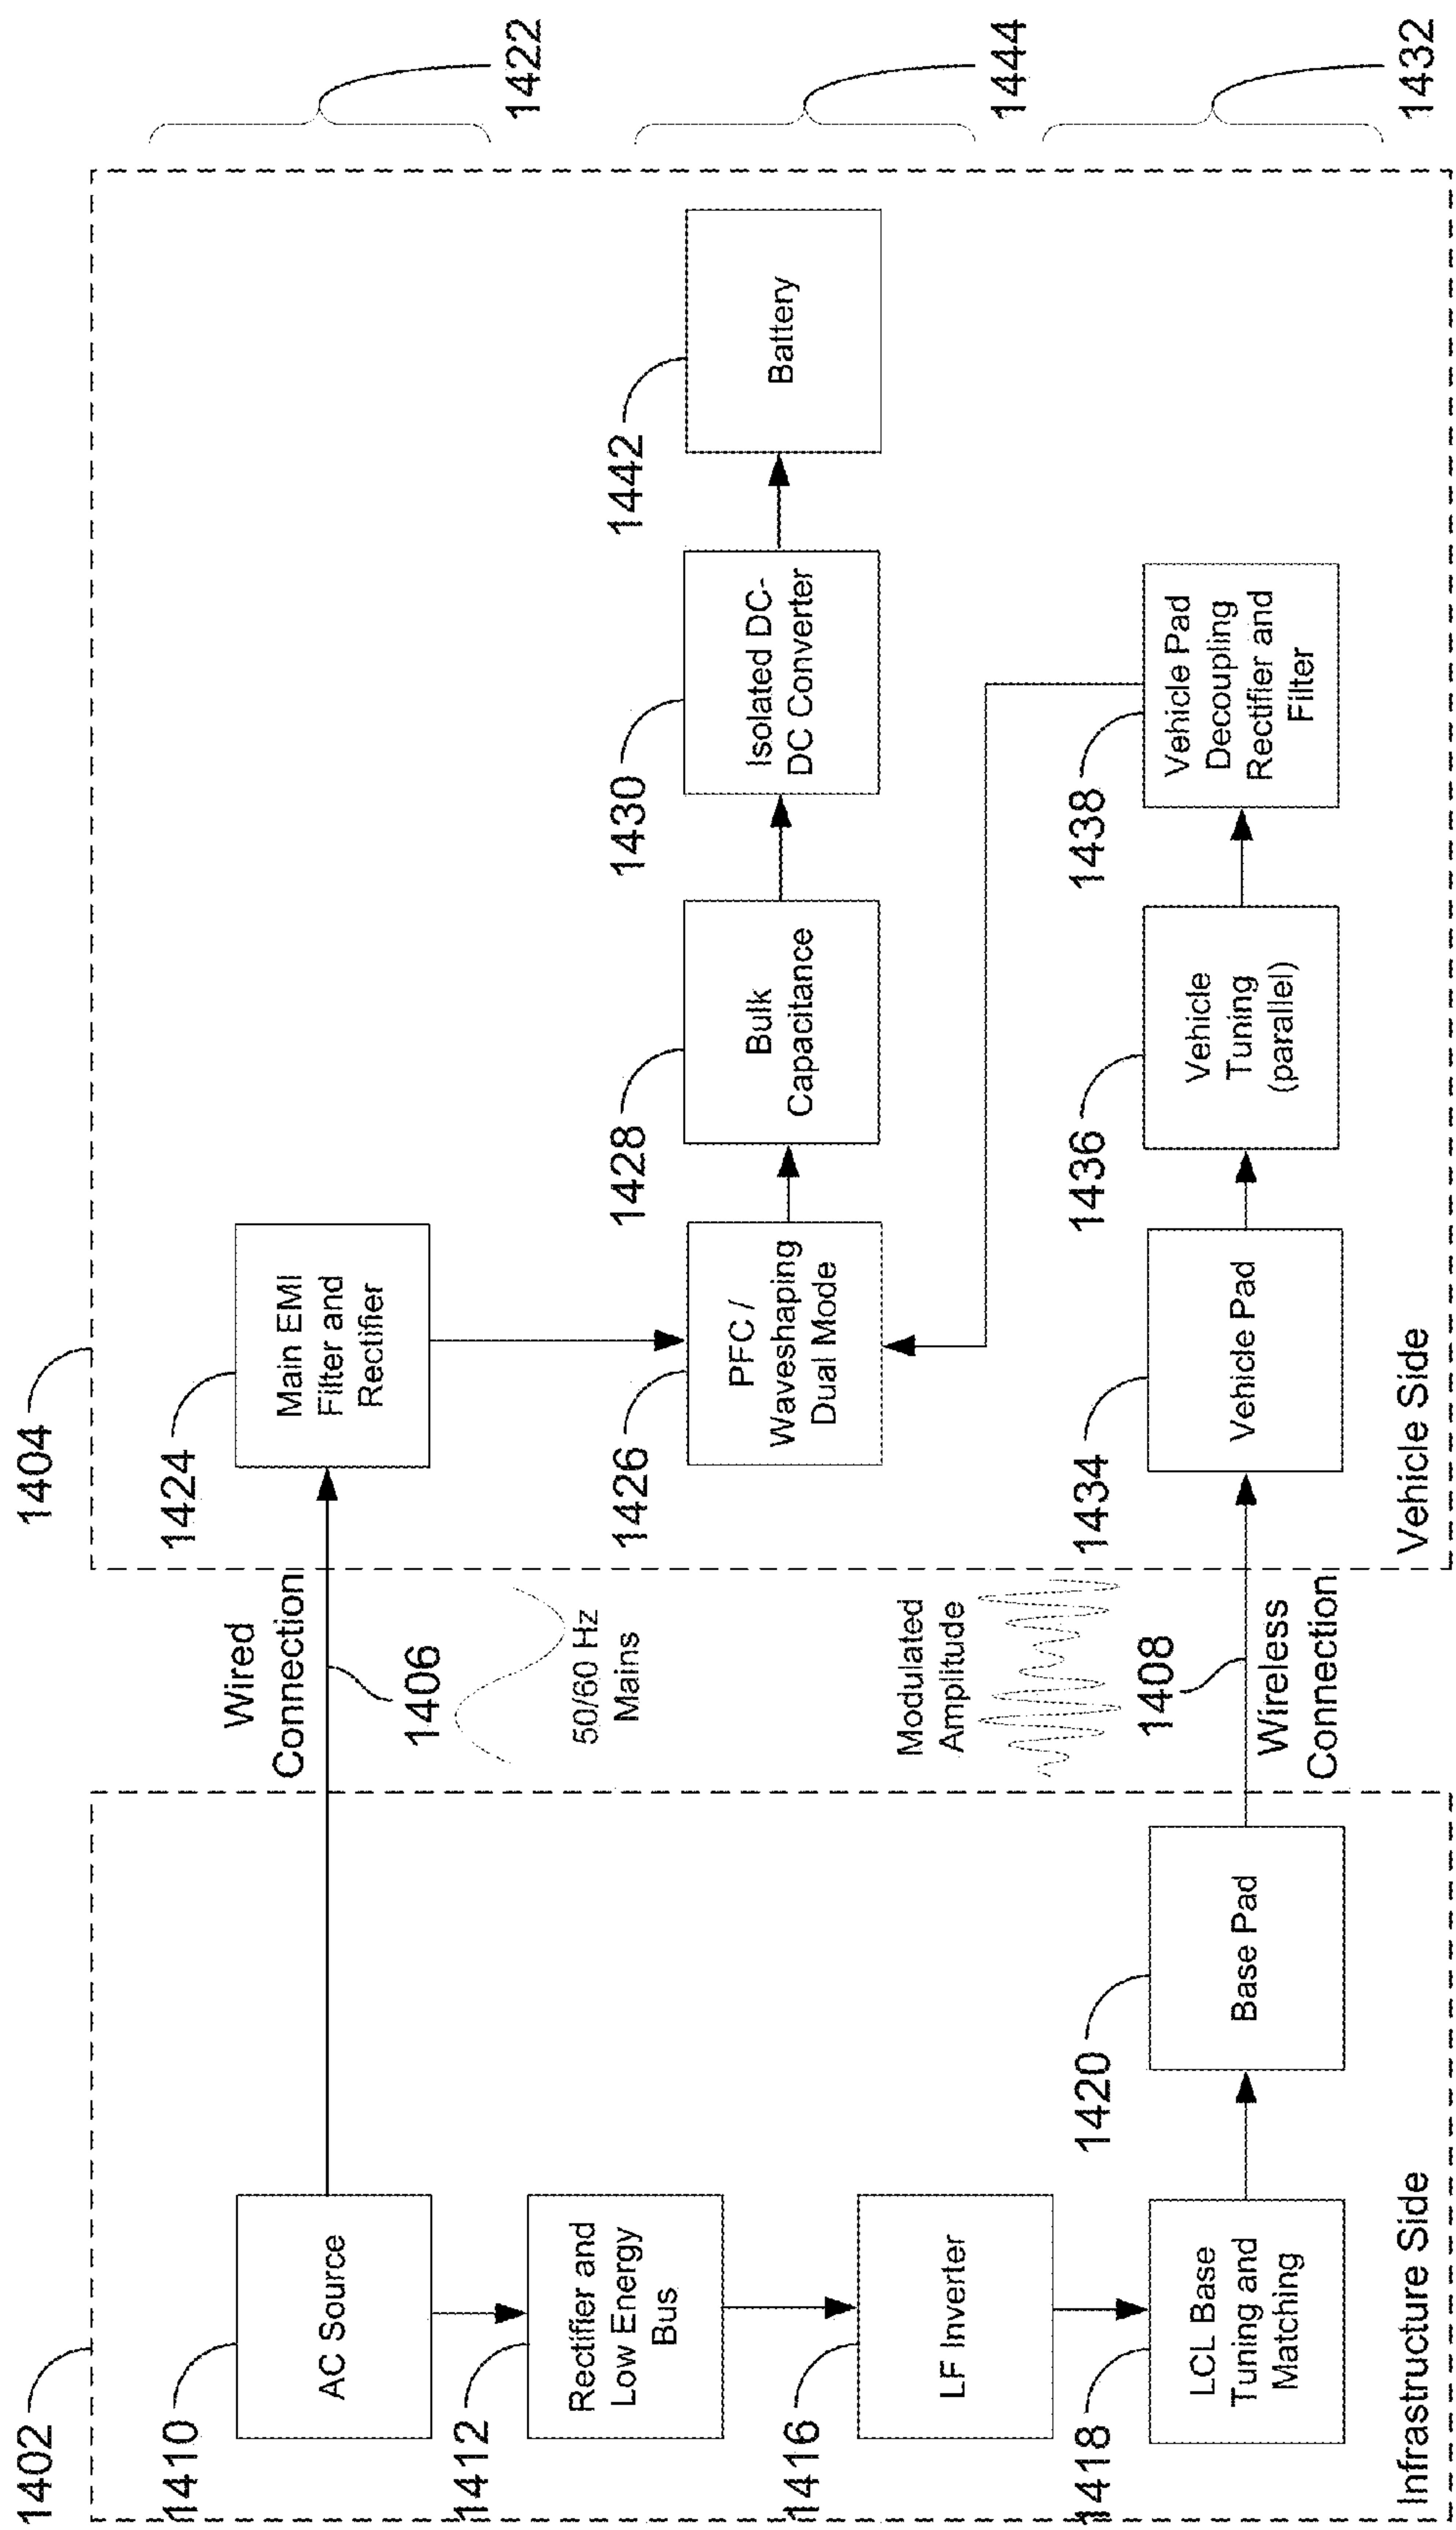 1402
1404
1410
AC Source
Wired
Connection
1406
50/60 Hz
Mains
1424
Main EMI
Filter and
Rectifier
1422
1412
Rectifier and
Low Energy
Bus
1416
LF Inverter
1426
PFC /
Waveshaping
Dual Mode
1428
Bulk
Capacitance
1430
Isolated DC-
DC Converter
1442
Battery
1444
Modulated
Amplitude
1408
Wireless
Connection
1418
LCL Base
Tuning and
Matching
1420
Base Pad
1434
Vehicle Pad
1436
Vehicle
Tuning
(parallel)
1438
Vehicle Pad
Decoupling
Rectifier and
Filter
1432
Infrastructure Side
Vehicle Side